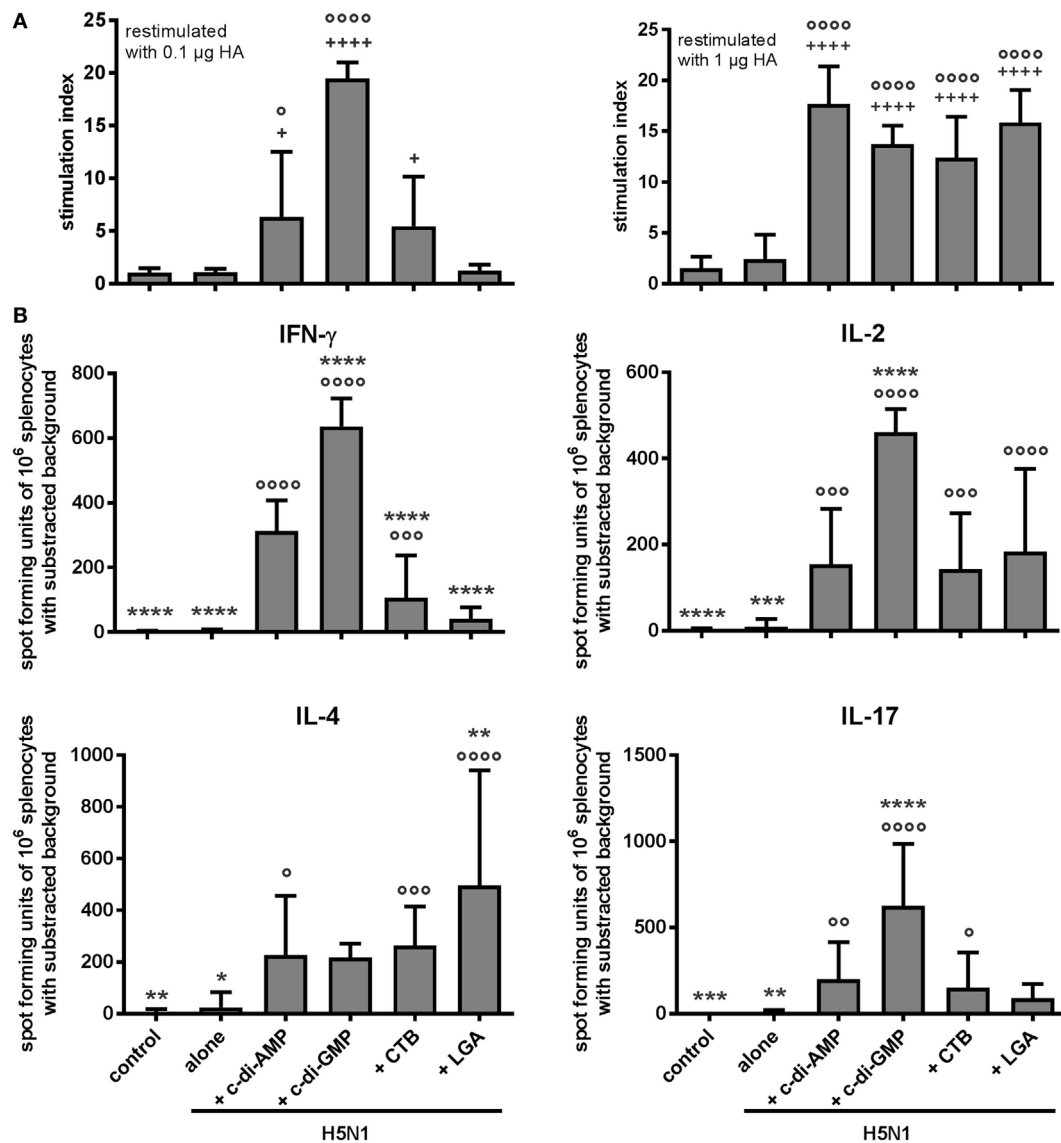 A
restimulated
with 0.1 µg HA
stimulation index
25
20
15
10
5
0
°
+
°°°°
++++
+
restimulated
with 1 µg HA
stimulation index
25
20
15
10
5
0
°°°°
++++
°°°°
++++
°°°°
++++
°°°°
++++
B
IFN-γ
spot forming units of 10⁶ splenocytes
with substracted background
800
600
400
200
0
****
****
°°°°
****
°°°°
****
°°°
****
IL-2
spot forming units of 10⁶ splenocytes
with substracted background
600
400
200
0
****
***
°°°
****
°°°°
°°°
°°°°
IL-4
spot forming units of 10⁶ splenocytes
with substracted background
1000
800
600
400
200
0
**
*
°
°°°
**
°°°°
control
alone
+ c-di-AMP
+ c-di-GMP
+ CTB
+ LGA
H5N1
IL-17
spot forming units of 10⁶ splenocytes
with substracted background
1500
1000
500
0
***
**
°°
****
°°°°
°
control
alone
+ c-di-AMP
+ c-di-GMP
+ CTB
+ LGA
H5N1